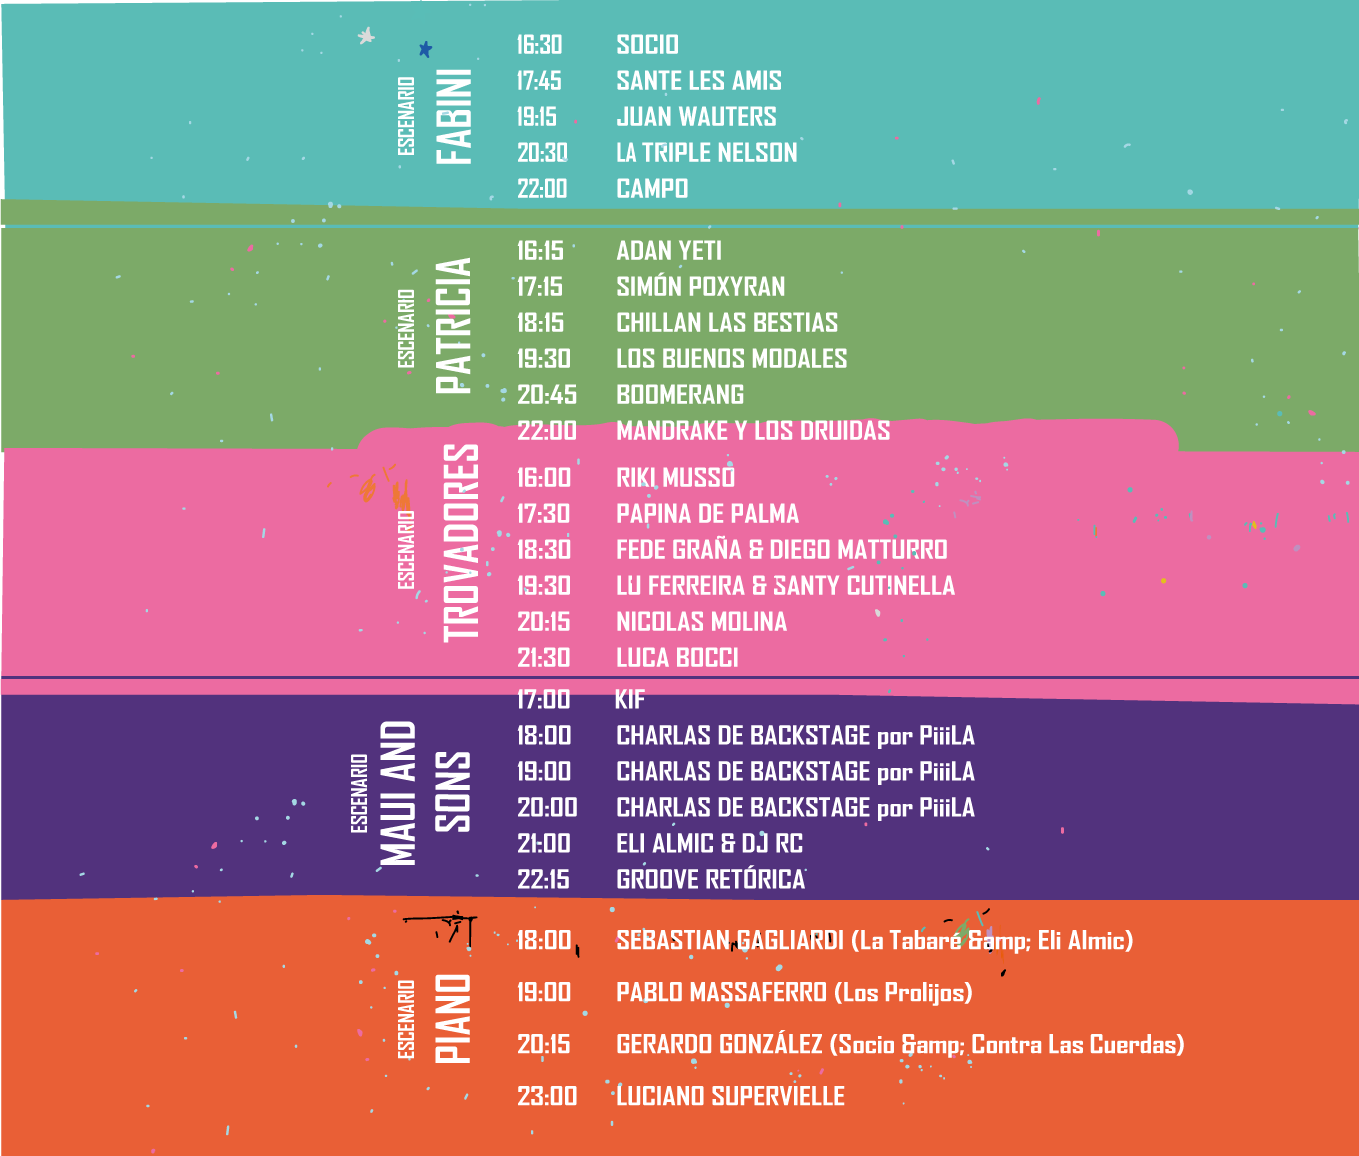 ESCENARIO
FABINI
16:30 SOCIO
17:45 SANTE LES AMIS
19:15 JUAN WAUTERS
20:30 LA TRIPLE NELSON
22:00 CAMPO
ESCENARIO
PATRICIA
16:15 ADAN YETI
17:15 SIMÓN POXYRAN
18:15 CHILLAN LAS BESTIAS
19:30 LOS BUENOS MODALES
20:45 BOOMERANG
22:00 MANDRAKE Y LOS DRUIDAS
ESCENARIO
TROVADORES
16:00 RIKI MUSSO
17:30 PAPINA DE PALMA
18:30 FEDE GRAÑA & DIEGO MATTURRO
19:30 LU FERREIRA & SANTY CUTINELLA
20:15 NICOLAS MOLINA
21:30 LUCA BOCCI
ESCENARIO
MAUI AND
SONS
17:00 KIF
18:00 CHARLAS DE BACKSTAGE por PiiiLA
19:00 CHARLAS DE BACKSTAGE por PiiiLA
20:00 CHARLAS DE BACKSTAGE por PiiiLA
21:00 ELI ALMIC & DJ RC
22:15 GROOVE RETÓRICA
ESCENARIO
PIANO
18:00 SEBASTIAN GAGLIARDI (La Tabaré &amp; Eli Almic)
19:00 PABLO MASSAFERRO (Los Prolijos)
20:15 GERARDO GONZÁLEZ (Socio &amp; Contra Las Cuerdas)
23:00 LUCIANO SUPERVIELLE